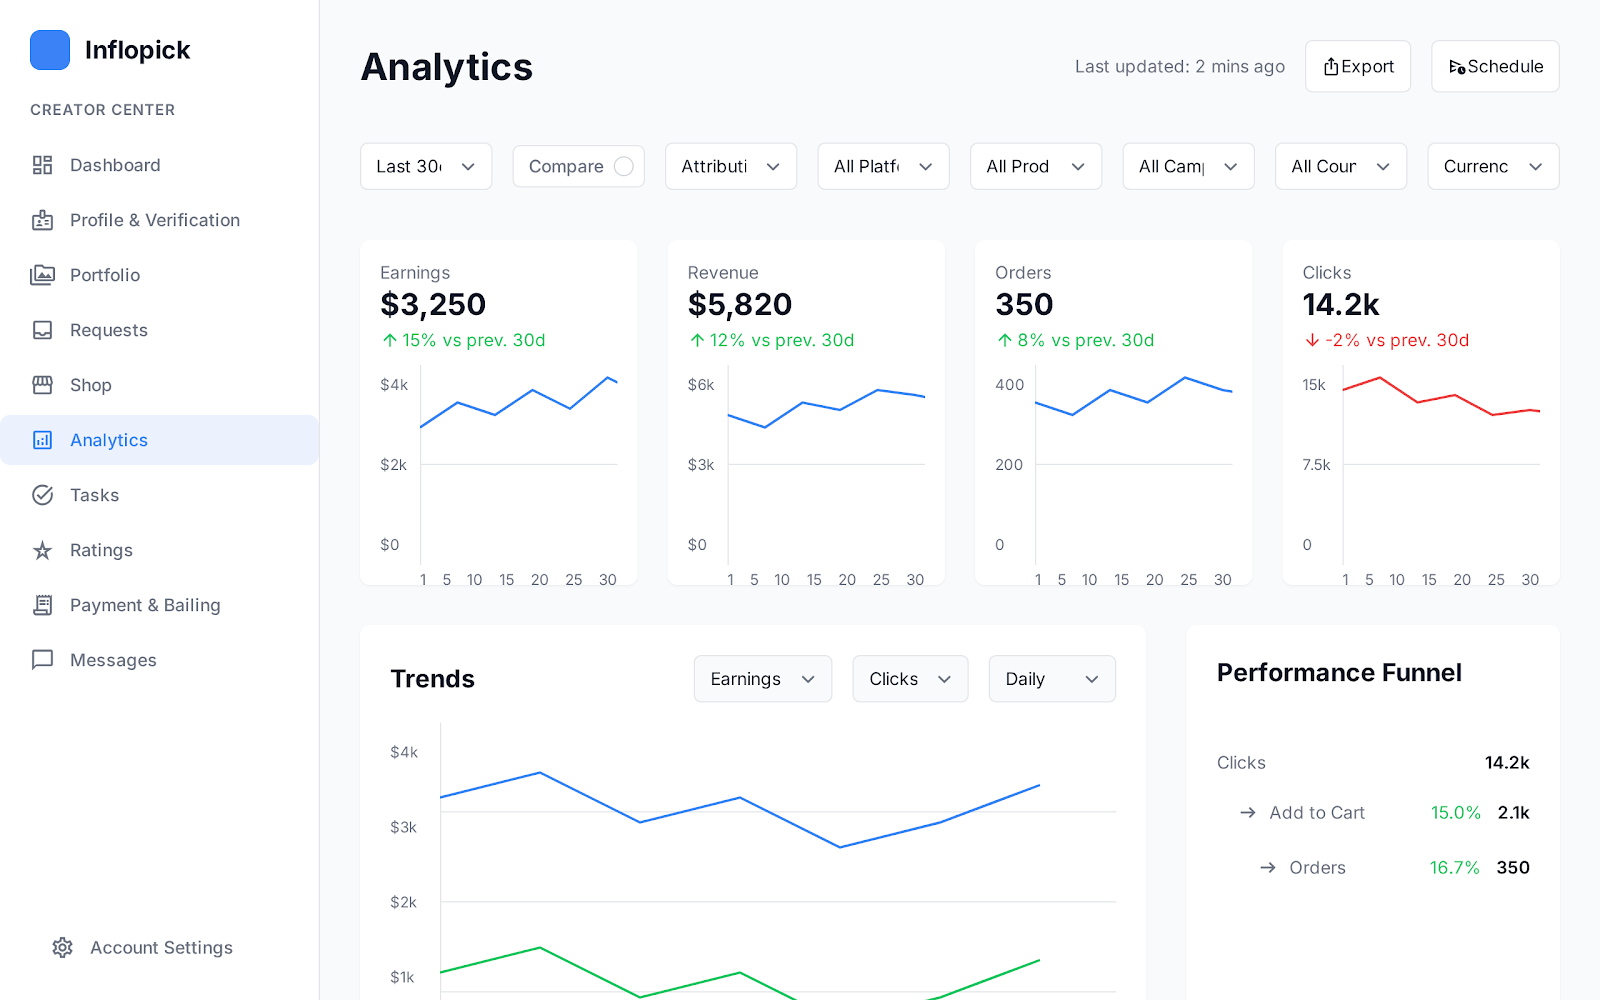 Inflopick
CREATOR CENTER
Dashboard
Profile & Verification
Portfolio
Requests
Shop
Analytics
Tasks
Ratings
Payment & Bailing
Messages
Account Settings
Analytics
Last updated: 2 mins ago
Export
Schedule
Last 30
Compare
Attributi
All Platf
All Prod
All Cam
All Cour
Currenc
Earnings
$3,250
15% vs prev. 30d
$4k
$2k
$0
1 5 10 15 20 25 30
Revenue
$5,820
12% vs prev. 30d
$6k
$3k
$0
1 5 10 15 20 25 30
Orders
350
8% vs prev. 30d
400
200
0
1 5 10 15 20 25 30
Clicks
14.2k
-2% vs prev. 30d
15k
7.5k
0
1 5 10 15 20 25 30
Trends
Earnings
Clicks
Daily
$4k
$3k
$2k
$1k
Performance Funnel
Clicks 14.2k
→ Add to Cart 15.0% 2.1k
→ Orders 16.7% 350